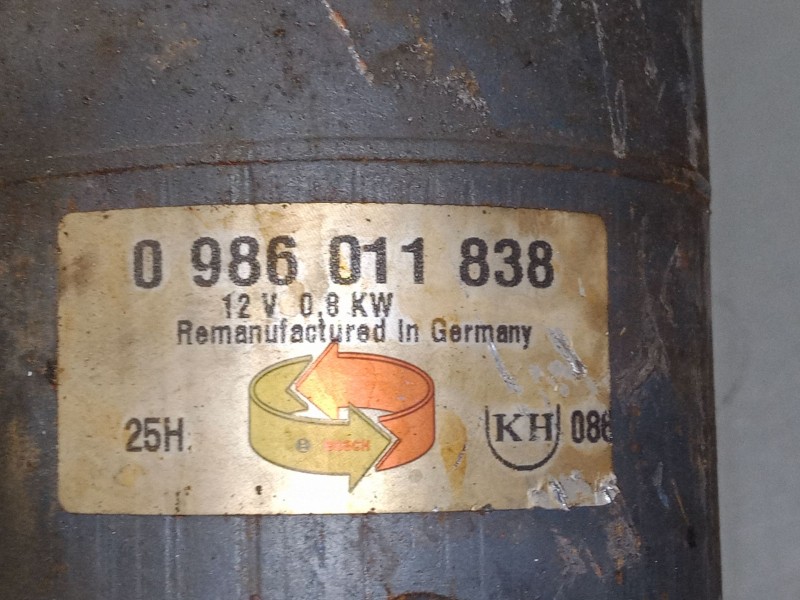 0 986 011 838
12 V 0,8 KW
Remanufactured in Germany
BOSCH
25H
KH 086